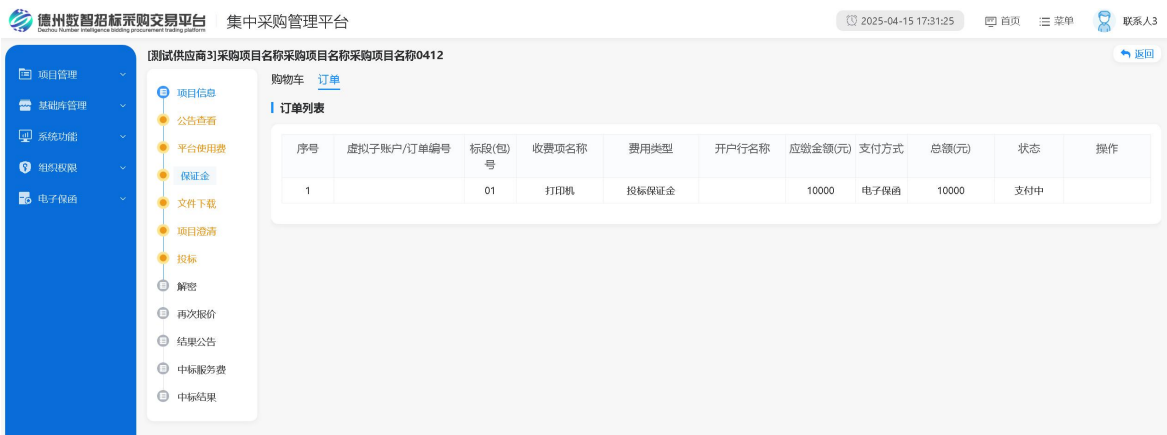 德州数智招标采购交易平台 集中采购管理平台 2025-04-15 17:31:25 首页 菜单 联系人3
Dezhou Number intelligence bidding procurement trading platform
[测试供应商3]采购项目名称采购项目名称采购项目名称0412 返回
项目管理
基础库管理
系统功能
组织权限
电子保函
项目信息
公告查看
平台使用费
保证金
文件下载
项目澄清
投标
解密
再次报价
结果公告
中标服务费
中标结果
购物车 订单
订单列表
序号 虚拟子账户/订单编号 标段(包)号 收费项名称 费用类型 开户行名称 应缴金额(元) 支付方式 总额(元) 状态 操作
1 01 打印机 投标保证金 10000 电子保函 10000 支付中